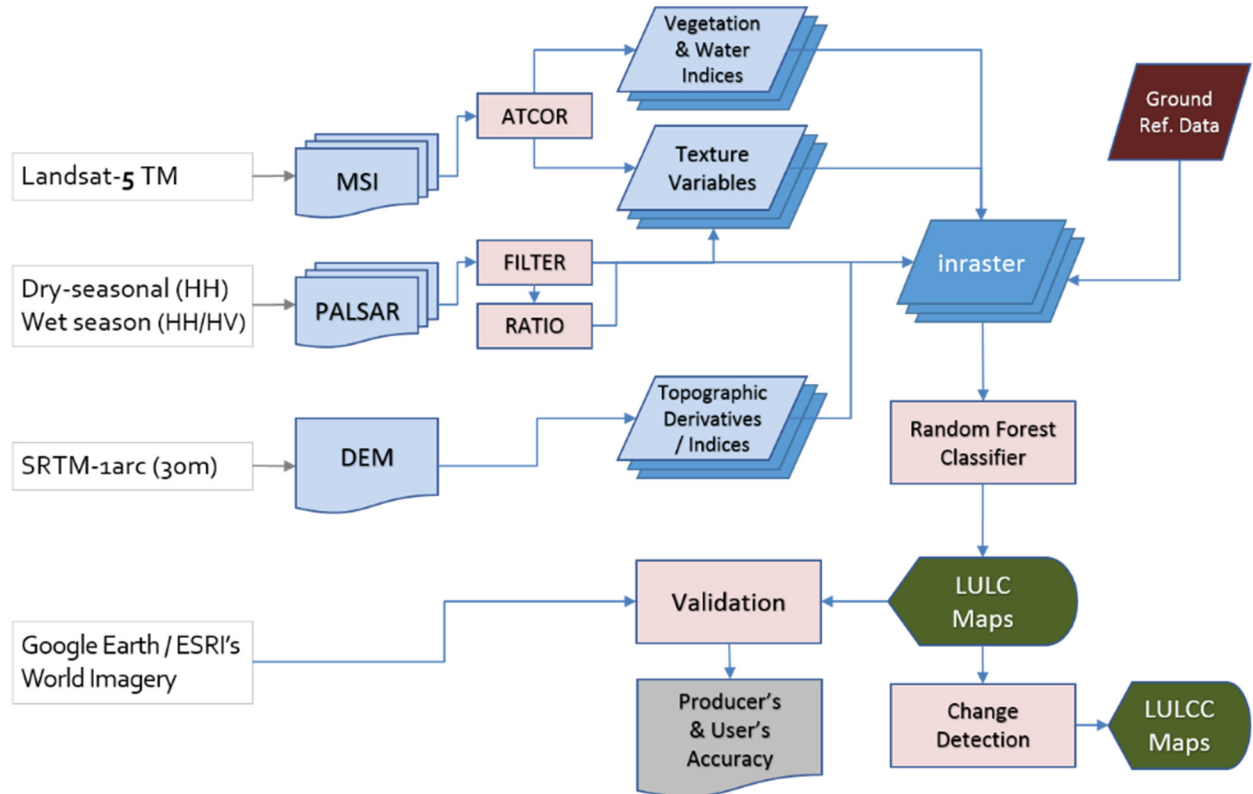 Vegetation
& Water
Indices
Ground
Ref. Data
ATCOR
Landsat-5 TM
MSI
Texture
Variables
Dry-seasonal (HH)
Wet season (HH/HV)
PALSAR
FILTER
RATIO
inraster
SRTM-1arc (30m)
DEM
Topographic
Derivatives
/ Indices
Random Forest
Classifier
Google Earth / ESRI's
World Imagery
Validation
LULC
Maps
Producer's
& User's
Accuracy
Change
Detection
LULCC
Maps